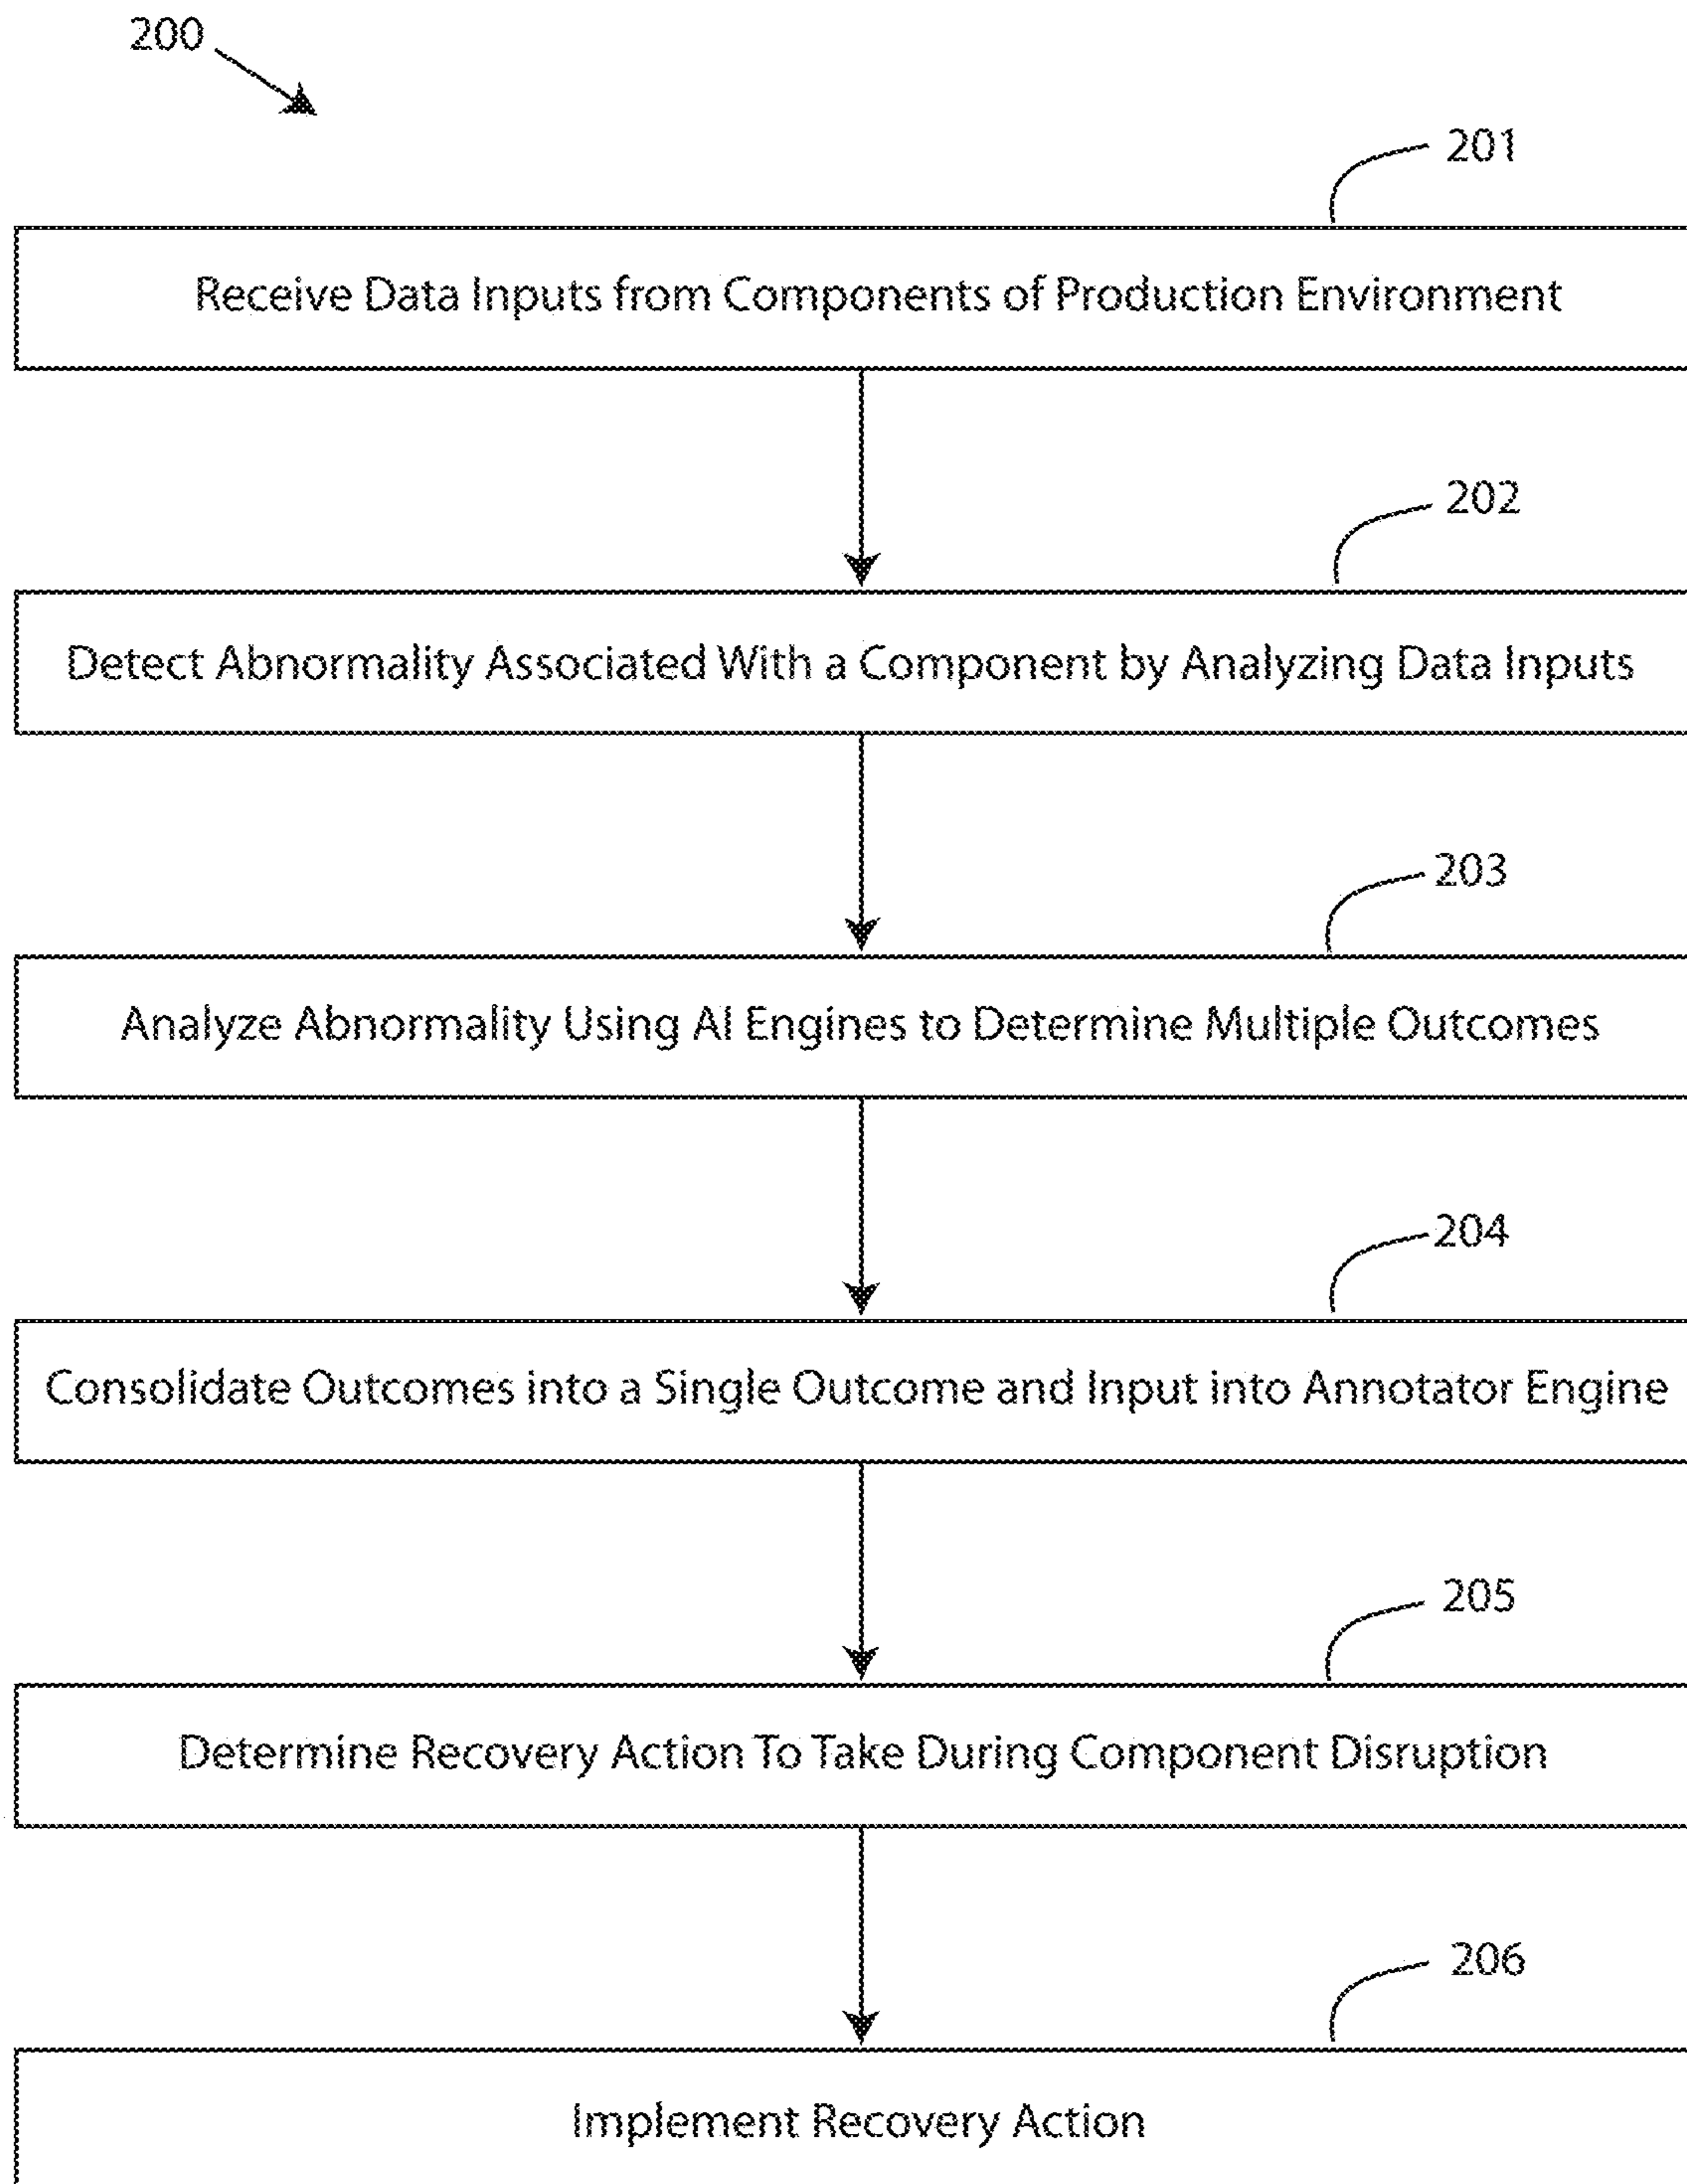 200
201
Receive Data Inputs from Components of Production Environment
202
Detect Abnormality Associated With a Component by Analyzing Data Inputs
203
Analyze Abnormality Using AI Engines to Determine Multiple Outcomes
204
Consolidate Outcomes into a Single Outcome and Input into Annotator Engine
205
Determine Recovery Action To Take During Component Disruption
206
Implement Recovery Action